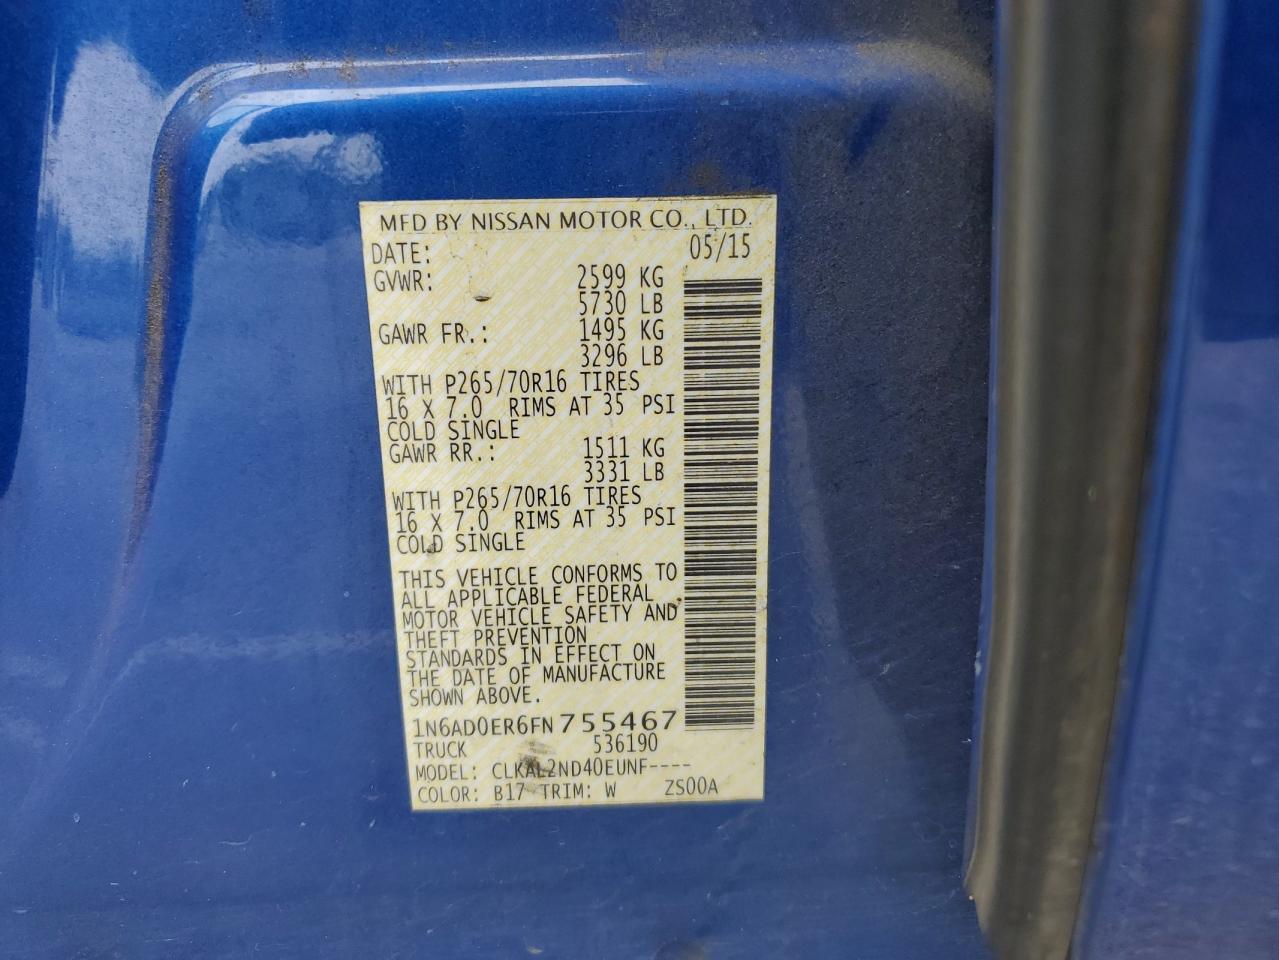 MFD BY NISSAN MOTOR CO., LTD.
DATE: 05/15
GVWR: 2599 KG
5730 LB
GAWR FR.: 1495 KG
3296 LB
WITH P265/70R16 TIRES
16 X 7.0 RIMS AT 35 PSI
COLD SINGLE
GAWR RR.: 1511 KG
3331 LB
WITH P265/70R16 TIRES
16 X 7.0 RIMS AT 35 PSI
COLD SINGLE
THIS VEHICLE CONFORMS TO
ALL APPLICABLE FEDERAL
MOTOR VEHICLE SAFETY AND
THEFT PREVENTION
STANDARDS IN EFFECT ON
THE DATE OF MANUFACTURE
SHOWN ABOVE.
1N6AD0ER6FN755467
TRUCK 536190
MODEL: CLKAL2ND40EUNF----
COLOR: B17 TRIM: W ZS00A